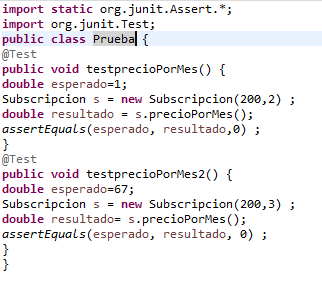 import static org.junit.Assert.*;
import org.junit.Test;
public class Prueba {
@Test
public void testprecioPorMes() {
double esperado=1;
Subscripcion s = new Subscripcion(200,2) ;
double resultado = s.precioPorMes();
assertEquals(esperado, resultado,0) ;
}
@Test
public void testprecioPorMes2() {
double esperado=67;
Subscripcion s = new Subscripcion(200,3) ;
double resultado= s.precioPorMes();
assertEquals(esperado, resultado, 0) ;
}
}